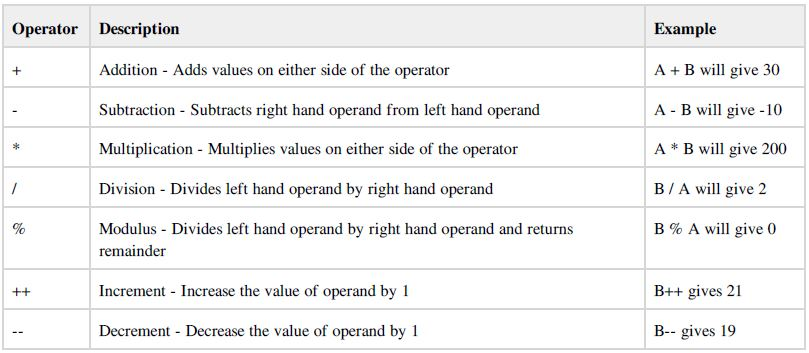 Operator Description Example
+ Addition - Adds values on either side of the operator A + B will give 30
- Subtraction - Subtracts right hand operand from left hand operand A - B will give -10
* Multiplication - Multiplies values on either side of the operator A * B will give 200
/ Division - Divides left hand operand by right hand operand B / A will give 2
% Modulus - Divides left hand operand by right hand operand and returns B % A will give 0
remainder
++ Increment - Increase the value of operand by 1 B++ gives 21
-- Decrement - Decrease the value of operand by 1 B-- gives 19